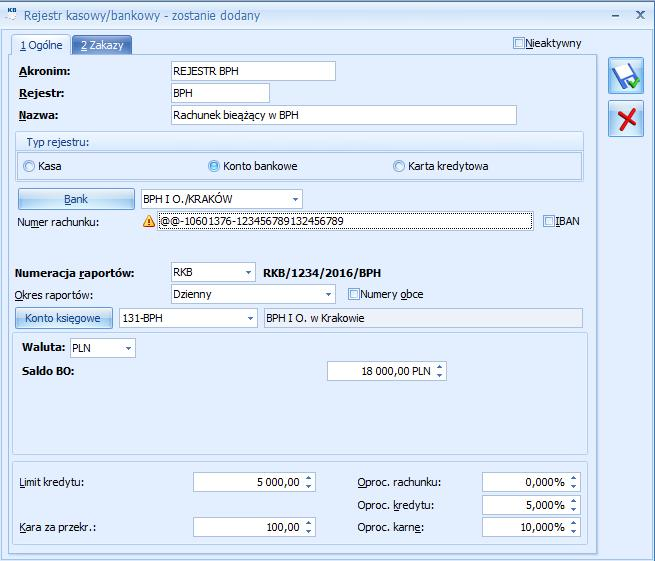 KB Rejestr kasowy/bankowy - zostanie dodany
1 Ogólne 2 Zakazy Nieaktywny
Akronim: REJESTR BPH
Rejestr: BPH
Nazwa: Rachunek bieżący w BPH
Typ rejestru:
Kasa Konto bankowe Karta kredytowa
Bank BPH I O./KRAKÓW
Numer rachunku: @@-10601376-123456789132456789 IBAN
Numeracja raportów: RKB RKB/1234/2016/BPH
Okres raportów: Dzienny Numery obce
Konto księgowe 131-BPH BPH I O. w Krakowie
Waluta: PLN
Saldo BO: 18 000,00 PLN
Limit kredytu: 5 000,00 Oproc. rachunku: 0,000%
Oproc. kredytu: 5,000%
Kara za przekr.: 100,00 Oproc. karne: 10,000%